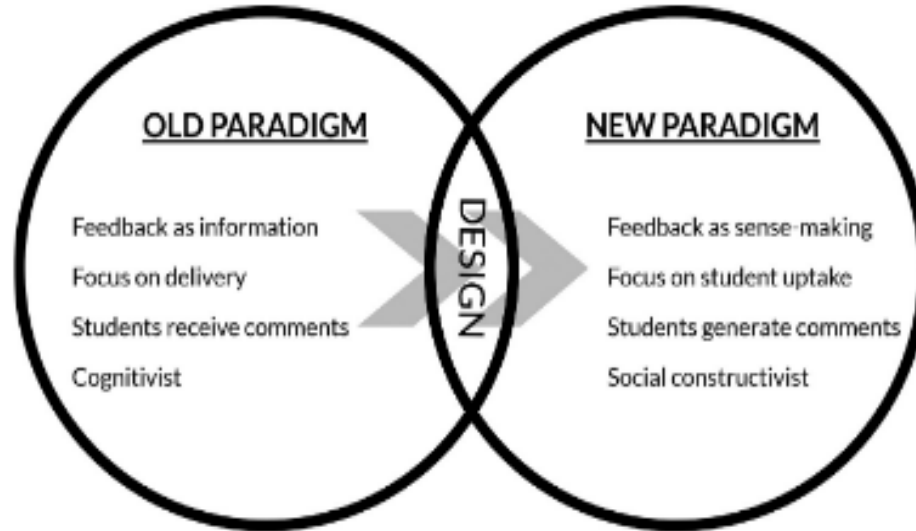 OLD PARADIGM
Feedback as information
Focus on delivery
Students receive comments
Cognitivist
DESIGN
NEW PARADIGM
Feedback as sense-making
Focus on student uptake
Students generate comments
Social constructivist